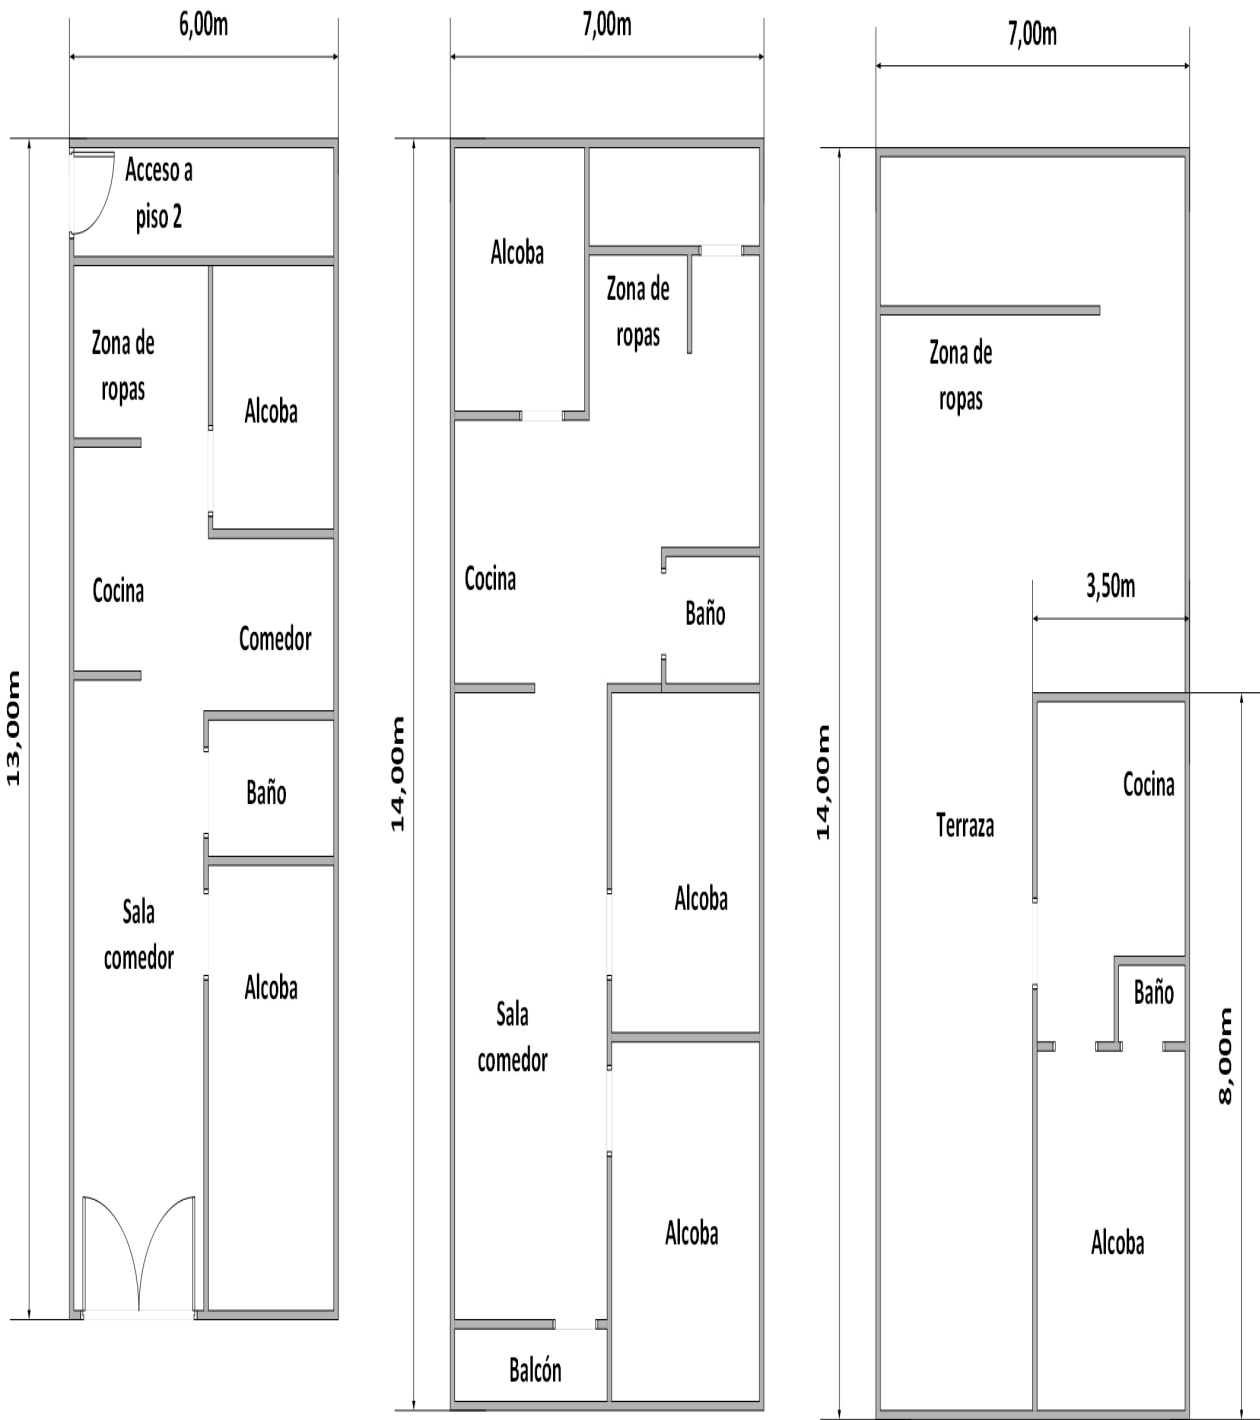 6,00m
Acceso a
piso 2
Zona de
ropas
Alcoba
Cocina
Comedor
13,00m
Baño
Sala
comedor
Alcoba
7,00m
Alcoba
Zona de
ropas
Cocina
Baño
14,00m
Alcoba
Sala
comedor
Alcoba
Balcón
7,00m
Zona de
ropas
3,50m
14,00m
Terraza
Cocina
Baño
8,00m
Alcoba